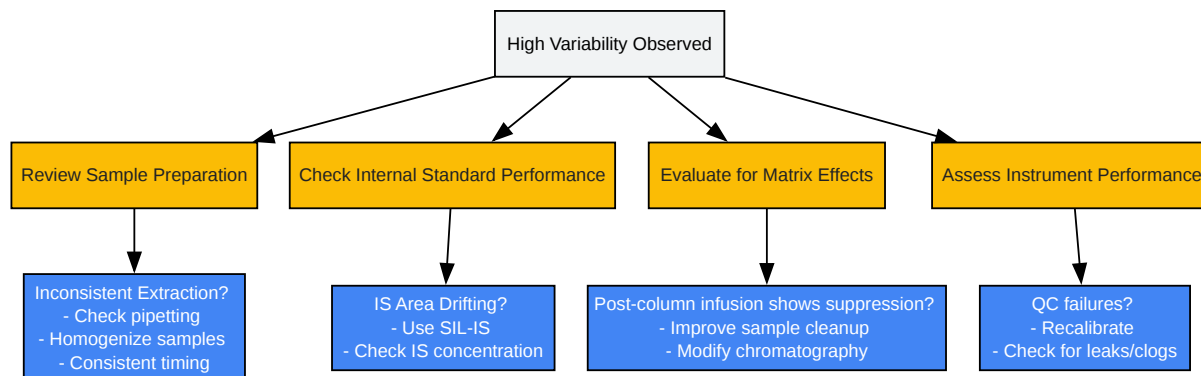 High Variability Observed
Review Sample Preparation
Check Internal Standard Performance
Evaluate for Matrix Effects
Assess Instrument Performance
Inconsistent Extraction?
- Check pipetting
- Homogenize samples
- Consistent timing
IS Area Drifting?
- Use SIL-IS
- Check IS concentration
Post-column infusion shows suppression?
- Improve sample cleanup
- Modify chromatography
QC failures?
- Recalibrate
- Check for leaks/clogs